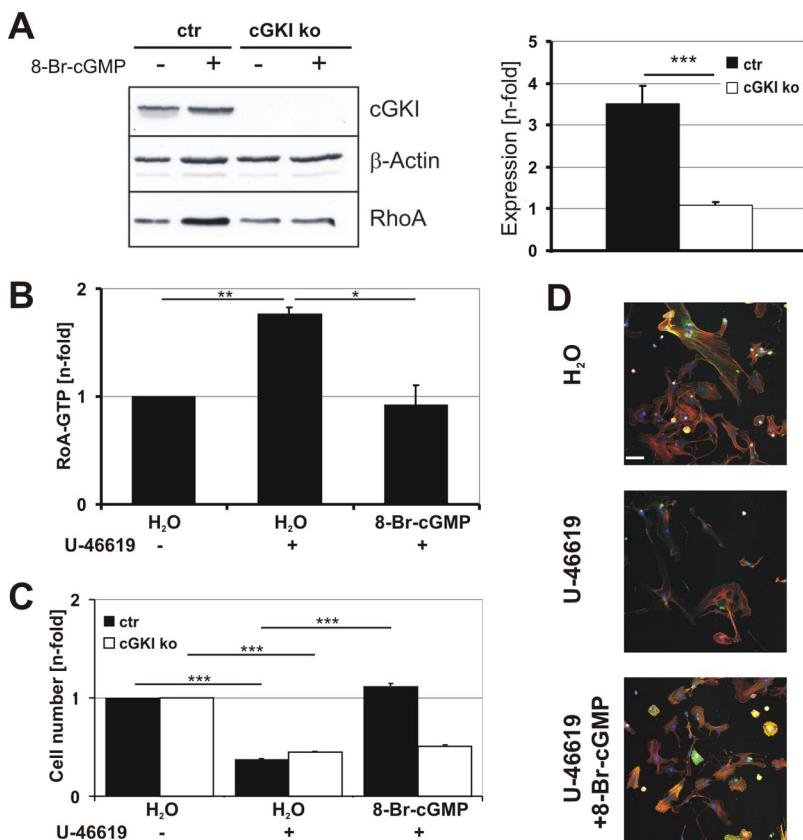 A
ctr cGKI ko
8-Br-cGMP - + - +
cGKI
β-Actin
RhoA
Expression [n-fold]
5
4
3
2
1
0
***
ctr
cGKI ko
B
RoA-GTP [n-fold]
2
1
0
** *
H₂O H₂O 8-Br-cGMP
U-46619 - + +
C
Cell number [n-fold]
2
1
0
ctr
cGKI ko
***
***
***
H₂O H₂O 8-Br-cGMP
U-46619 - + +
D
H₂O
U-46619
U-46619
+8-Br-cGMP